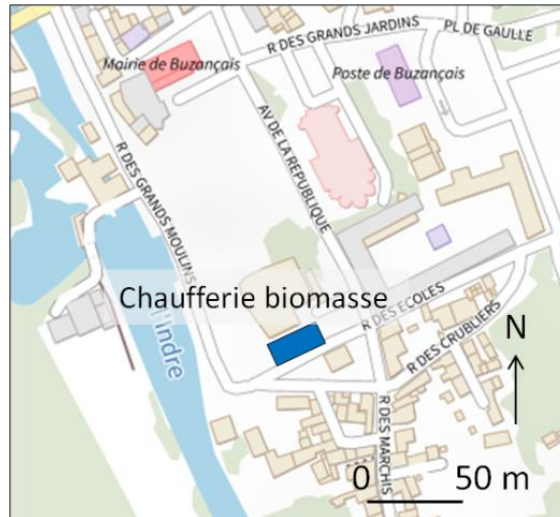 R DES GRANDS JARDINS
PL DE GAULLE
Mairie de Buzançais
Poste de Buzançais
AV DE LA REPUBLIQUE
R DES GRANDS MOULINS
Chaufferie biomasse
l'Indre
R DES ECOLES
R DES CRUBLIERS
N
R DES MARCHIS
0 50 m